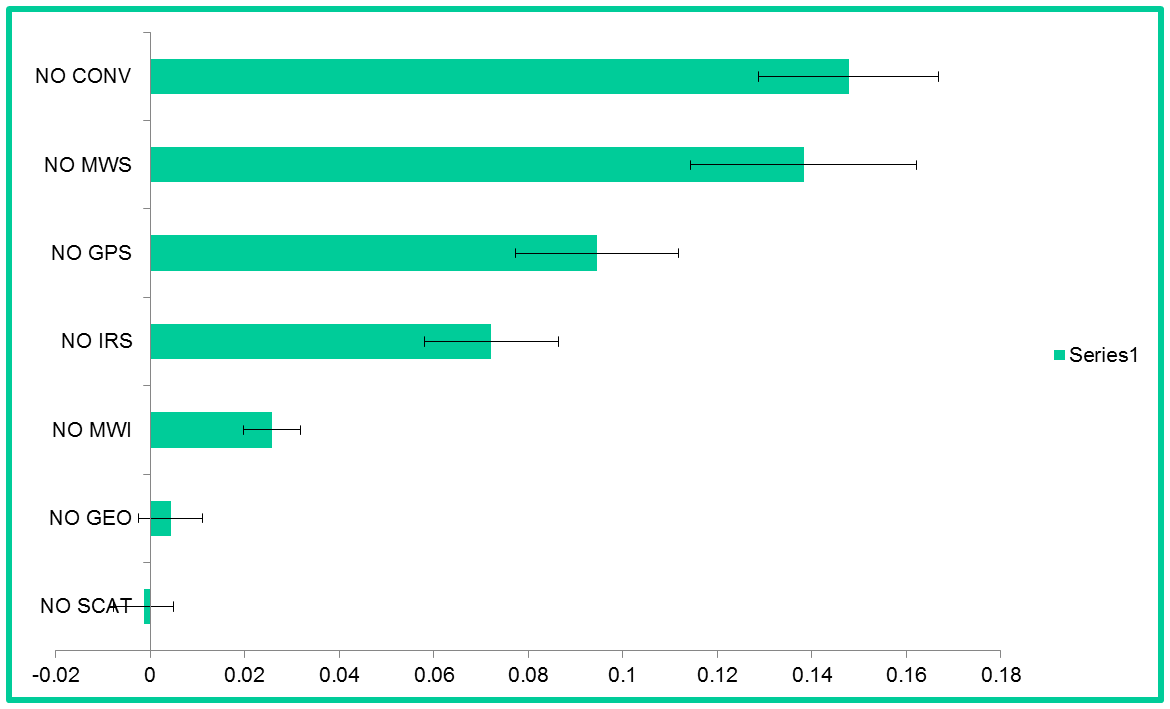 NO CONV
NO MWS
NO GPS
NO IRS
NO MWI
NO GEO
NO SCAT
Series1
-0.02 0 0.02 0.04 0.06 0.08 0.1 0.12 0.14 0.16 0.18